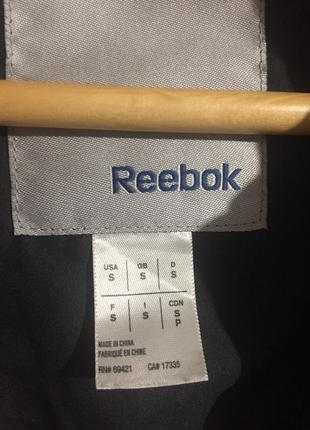 Reebok
USA GB D
S S S
F I CDN
S S S
P
MADE IN CHINA
FABRIQUÉ EN CHINE
RN# 69421 CA# 17335